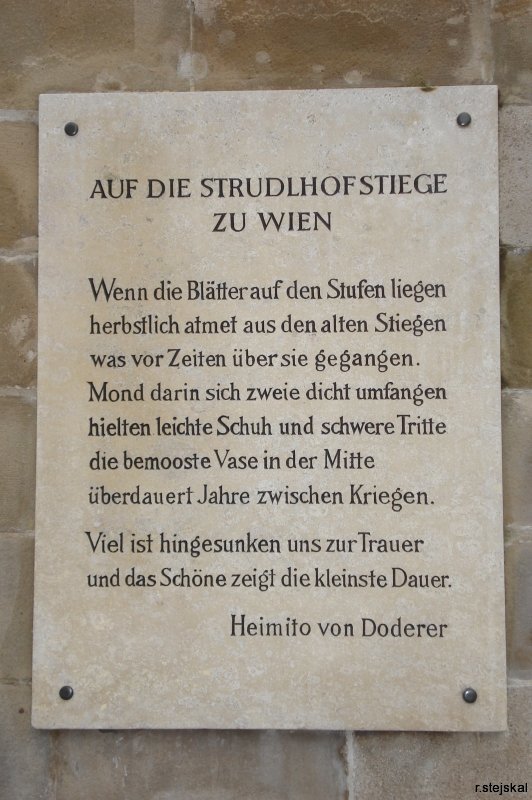 AUF DIE STRUDLHOFSTIEGE
ZU WIEN
Wenn die Blätter auf den Stufen liegen
herbstlich atmet aus den alten Stiegen
was vor Zeiten über sie gegangen.
Mond darin sich zweie dicht umfangen
hielten leichte Schuh und schwere Tritte
die bemooste Vase in der Mitte
überdauert Jahre zwischen Kriegen.
Viel ist hingesunken uns zur Trauer
und das Schöne zeigt die kleinste Dauer.
Heimito von Doderer
r.stejskal